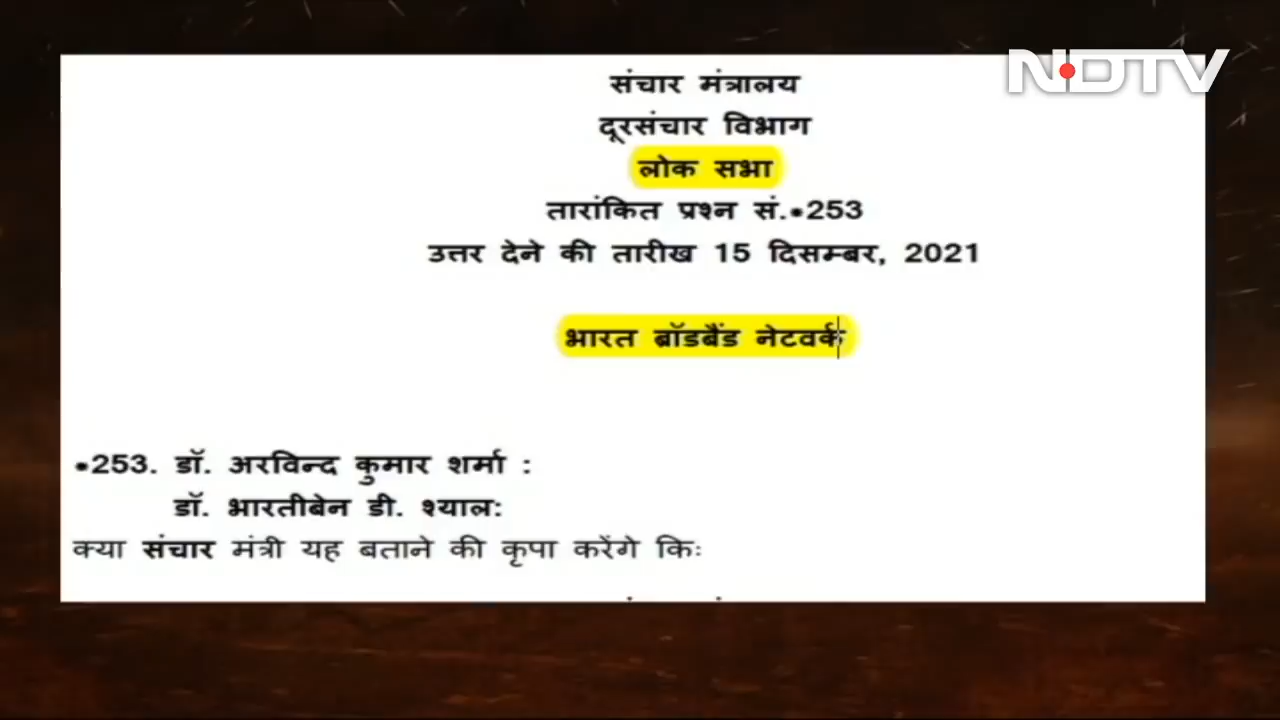 NDTV
संचार मंत्रालय
दूरसंचार विभाग
लोक सभा
तारांकित प्रश्न सं.•253
उत्तर देने की तारीख 15 दिसम्बर, 2021
भारत ब्रॉडबैंड नेटवर्क
•253. डॉ. अरविन्द कुमार शर्मा :
डॉ. भारतीबेन डी. श्याल:
क्या संचार मंत्री यह बताने की कृपा करेंगे कि: